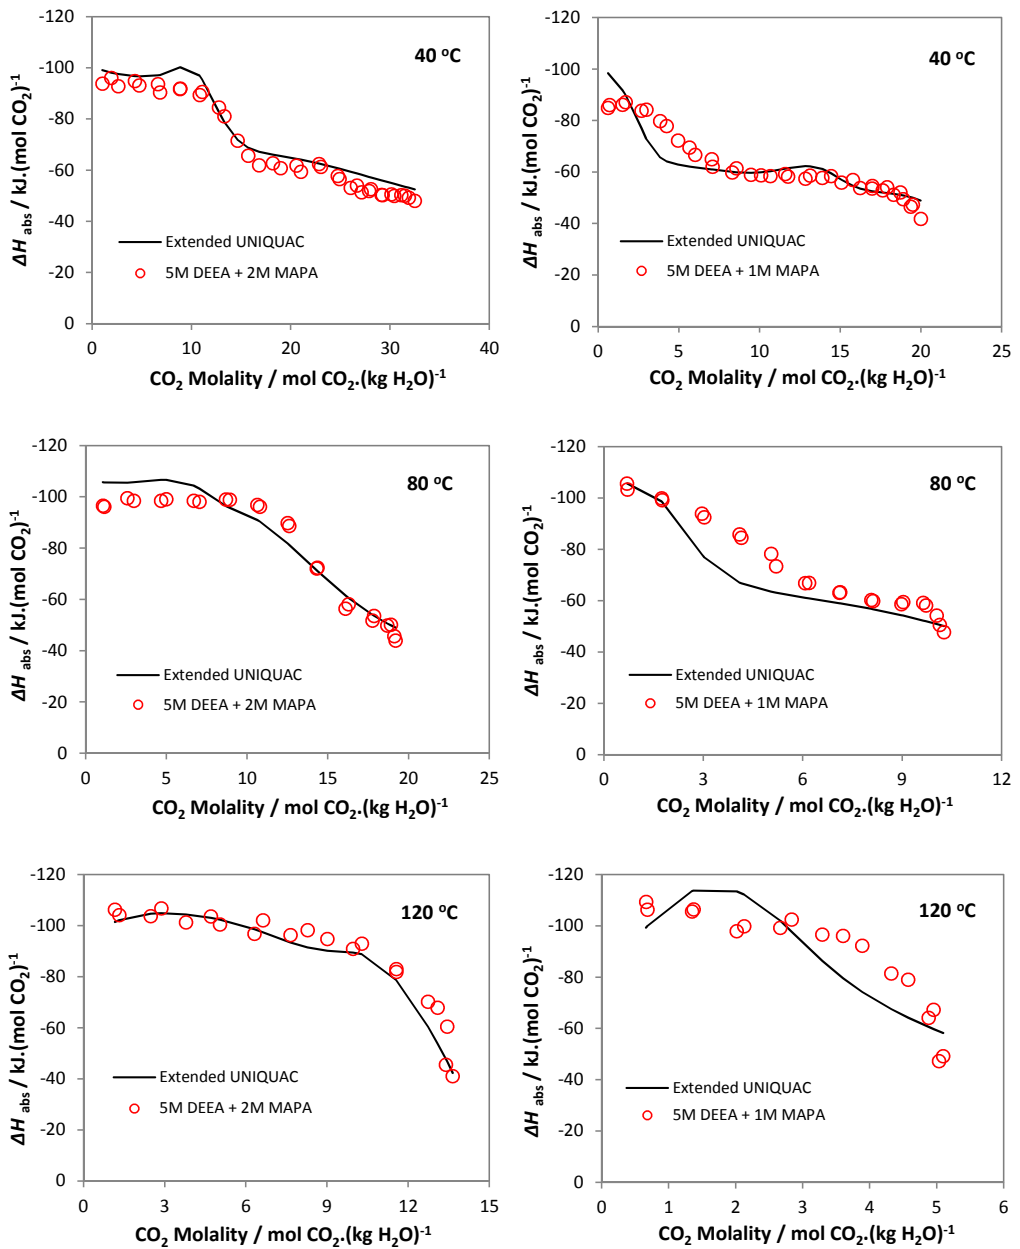 -120
-100
-80
-60
-40
-20
0
0 10 20 30 40
ΔH abs / kJ.(mol CO2)-1
CO2 Molality / mol CO2.(kg H2O)-1
40 oC
Extended UNIQUAC
5M DEEA + 2M MAPA
-120
-100
-80
-60
-40
-20
0
0 5 10 15 20 25
ΔH abs / kJ.(mol CO2)-1
CO2 Molality / mol CO2.(kg H2O)-1
40 oC
Extended UNIQUAC
5M DEEA + 1M MAPA
-120
-100
-80
-60
-40
-20
0
0 5 10 15 20 25
ΔH abs / kJ.(mol CO2)-1
CO2 Molality / mol CO2.(kg H2O)-1
80 oC
Extended UNIQUAC
5M DEEA + 2M MAPA
-120
-100
-80
-60
-40
-20
0
0 3 6 9 12
ΔH abs / kJ.(mol CO2)-1
CO2 Molality / mol CO2.(kg H2O)-1
80 oC
Extended UNIQUAC
5M DEEA + 1M MAPA
-120
-100
-80
-60
-40
-20
0
0 3 6 9 12 15
ΔH abs / kJ.(mol CO2)-1
CO2 Molality / mol CO2.(kg H2O)-1
120 oC
Extended UNIQUAC
5M DEEA + 2M MAPA
-120
-100
-80
-60
-40
-20
0
0 1 2 3 4 5 6
ΔH abs / kJ.(mol CO2)-1
CO2 Molality / mol CO2.(kg H2O)-1
120 oC
Extended UNIQUAC
5M DEEA + 1M MAPA